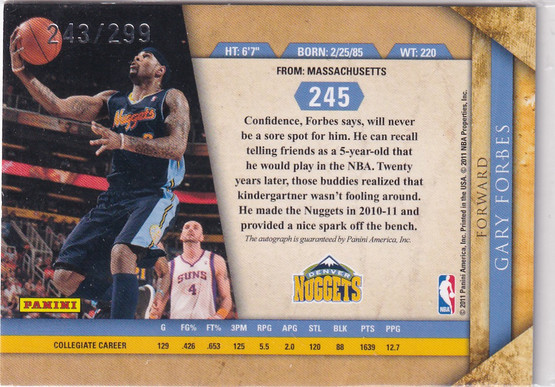 243/299
HT: 6'7" BORN: 2/25/85 WT: 220
FROM: MASSACHUSETTS
245
Confidence, Forbes says, will never
be a sore spot for him. He can recall
telling friends as a 5-year-old that
he would play in the NBA. Twenty
years later, those buddies realized that
kindergartner wasn't fooling around.
He made the Nuggets in 2010-11 and
provided a nice spark off the bench.
The autograph is guaranteed by Panini America, Inc.
DENVER
NUGGETS
Nuggets
SUNS
4
PANINI
G FG% FT% 3PM RPG APG STL BLK PTS PPG
COLLEGIATE CAREER 129 .426 .653 125 5.5 2.0 120 88 1639 12.7
FORWARD
GARY FORBES
© 2011 Panini America, Inc. Printed in the USA. © 2011 NBA Properties, Inc.
NBA